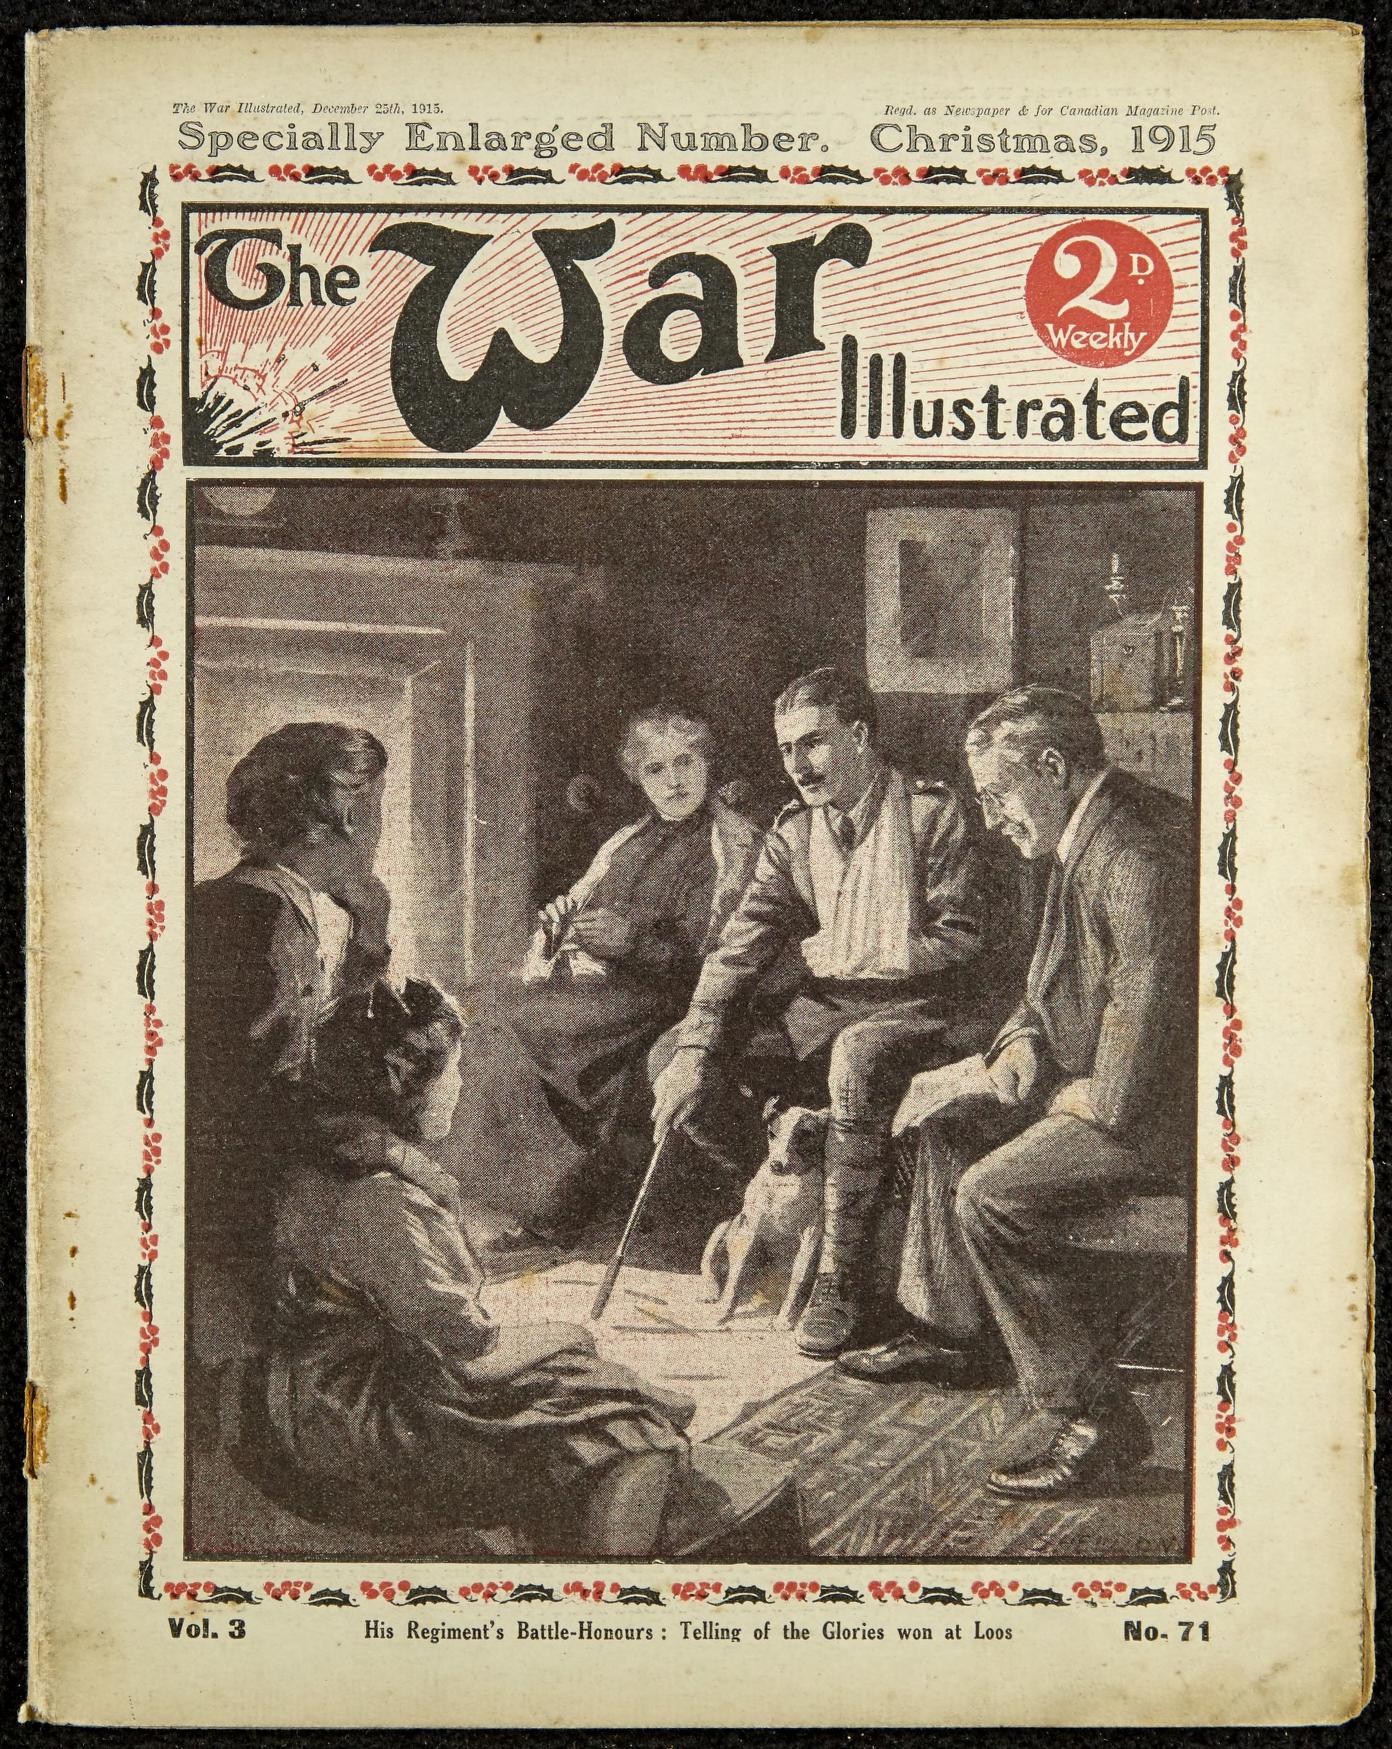 The War Illustrated, December 25th, 1915.
Regd. as Newspaper & for Canadian Magazine Post.
Specially Enlarged Number. Christmas, 1915
The War
Illustrated
2D.
Weekly
Vol. 3
His Regiment's Battle-Honours: Telling of the Glories won at Loos
No. 71